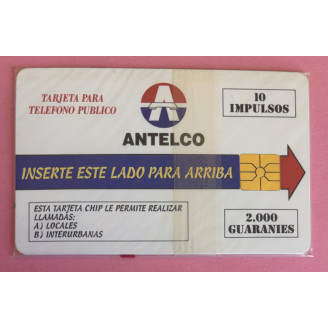 TARJETA PARA
TELEFONO PUBLICO
10
IMPULSOS
ANTELCO
INSERTE ESTE LADO PARA ARRIBA
ESTA TARJETA CHIP LE PERMITE REALIZAR
LLAMADAS:
A) LOCALES
B) INTERURBANAS
2.000
GUARANIES